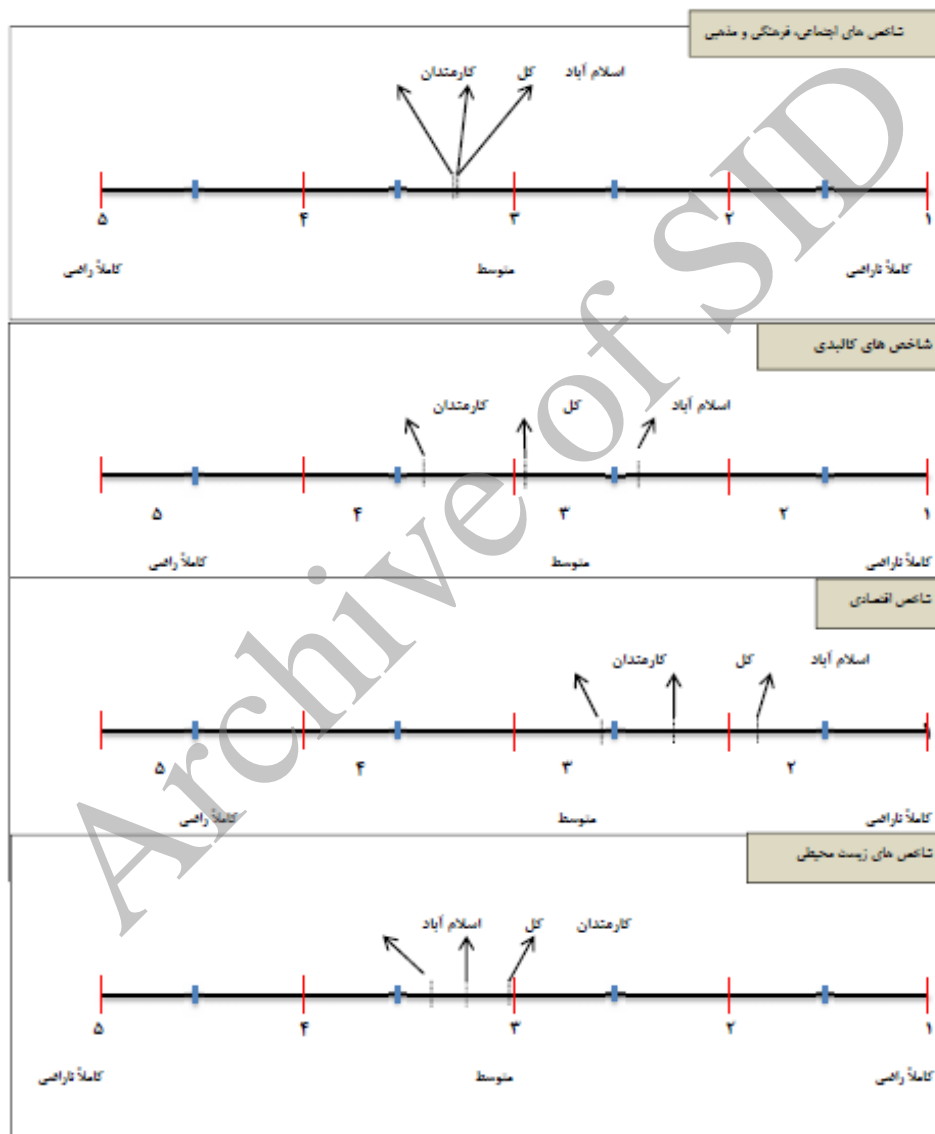 شاخص های اجتماعی، فرهنگی و مذهبی
اسلام آباد کل کارمندان
۱ ۲ ۳ ۴ ۵
کاملاً ناراضی متوسط کاملاً راضی
شاخص های کالبدی
اسلام آباد کل کارمندان
۱ ۲ ۳ ۴ ۵
کاملاً ناراضی متوسط کاملاً راضی
شاخص اقتصادی
اسلام آباد کل کارمندان
۲ ۳ ۴ ۵
کاملاً ناراضی متوسط کاملاً راضی
شاخص های زیست محیطی
کارمندان کل اسلام آباد
۱ ۲ ۳ ۴ ۵
کاملاً راضی متوسط کاملاً ناراضی
Archive of SID